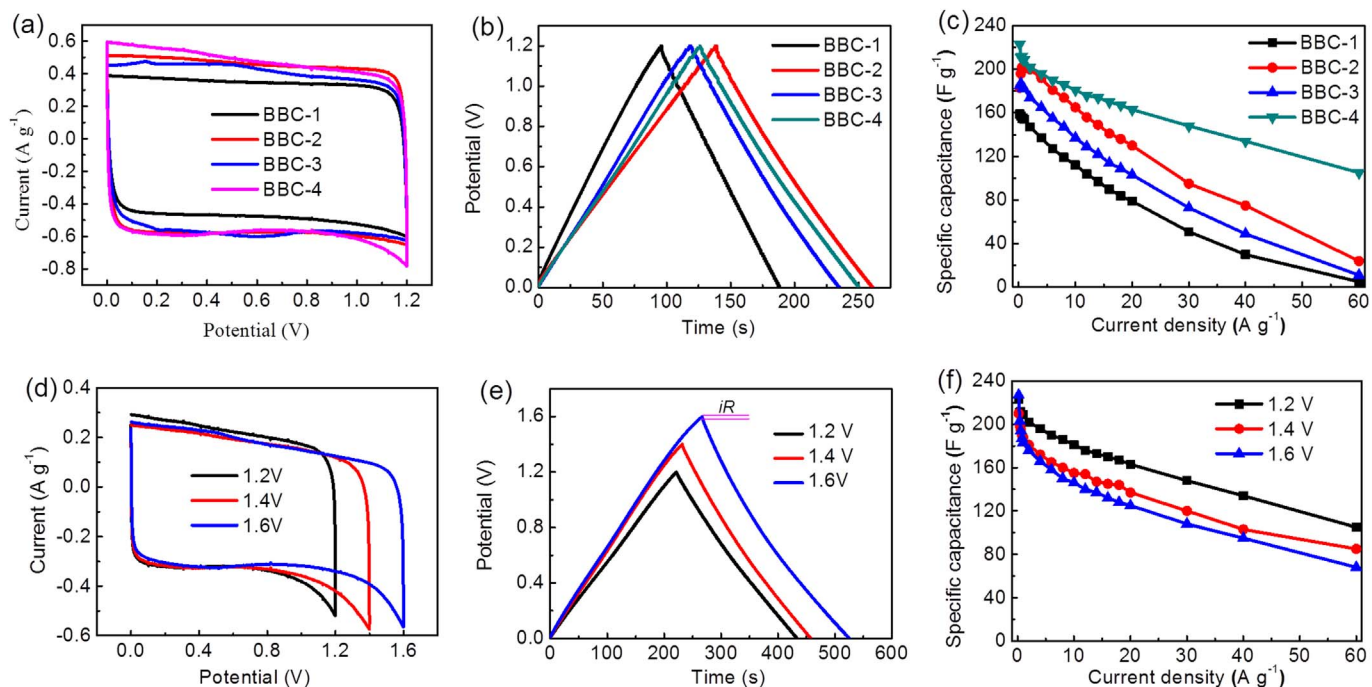 (a)
0.6
0.4
0.2
0.0
-0.2
-0.4
-0.6
-0.8
Current (A g⁻¹)
BBC-1
BBC-2
BBC-3
BBC-4
0.0 0.2 0.4 0.6 0.8 1.0 1.2
Potential (V)
(b)
1.2
1.0
0.8
0.6
0.4
0.2
0.0
Potential (V)
BBC-1
BBC-2
BBC-3
BBC-4
0 50 100 150 200 250
Time (s)
(c)
240
200
160
120
80
40
0
Specific capacitance (F g⁻¹)
BBC-1
BBC-2
BBC-3
BBC-4
0 10 20 30 40 50 60
Current density (A g⁻¹)
(d)
0.4
0.2
0.0
-0.2
-0.4
-0.6
Current (A g⁻¹)
1.2V
1.4V
1.6V
0.0 0.4 0.8 1.2 1.6
Potential (V)
(e)
1.6
1.2
0.8
0.4
0.0
Potential (V)
iR
1.2 V
1.4 V
1.6V
0 100 200 300 400 500 600
Time (s)
(f)
240
200
160
120
80
40
0
Specific capacitance (F g⁻¹)
1.2 V
1.4 V
1.6 V
0 10 20 30 40 50 60
Current density (A g⁻¹)